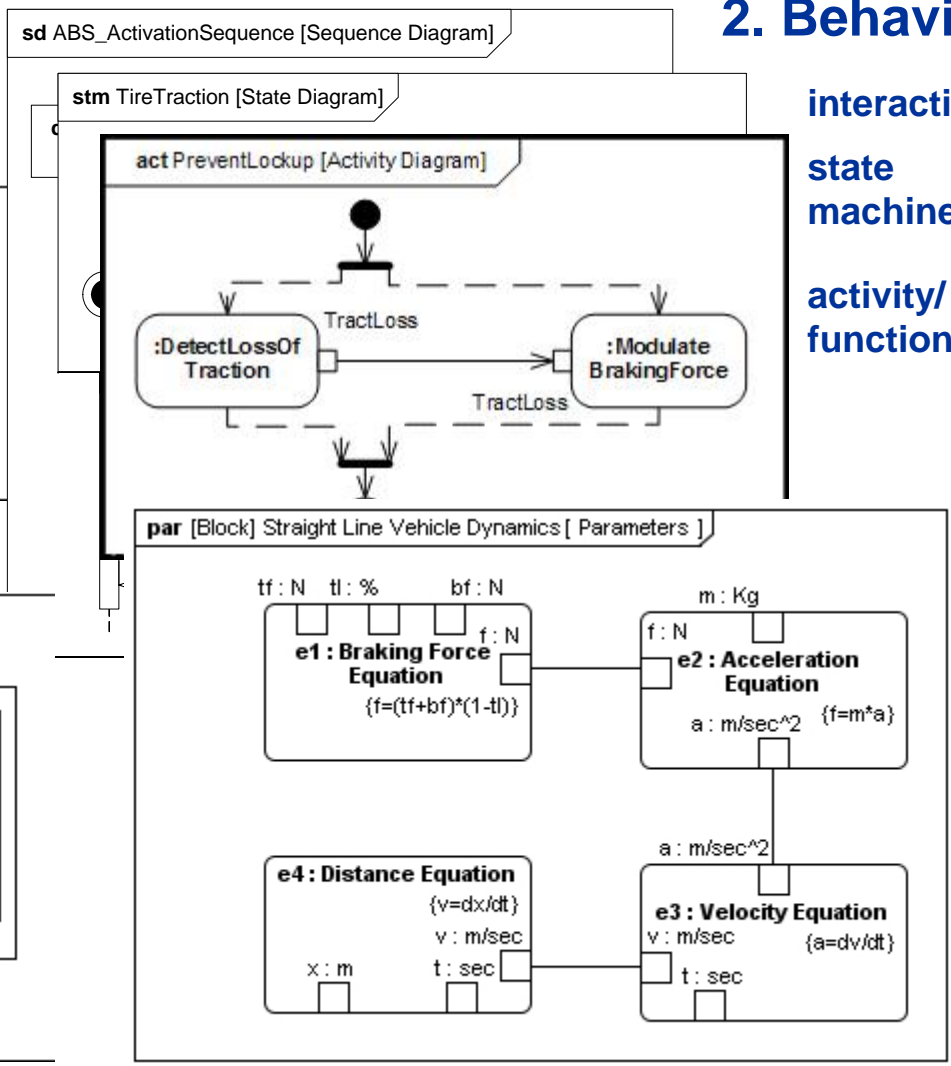 2. Behavi
interacti
state
machine
activity/
function
sd ABS_ActivationSequence [Sequence Diagram]
stm TireTraction [State Diagram]
act PreventLockup [Activity Diagram]
TractLoss
:DetectLossOf
Traction
:Modulate
BrakingForce
TractLoss
par [Block] Straight Line Vehicle Dynamics [ Parameters ]
tf : N tl : % bf : N
f : N
e1 : Braking Force
Equation
{f=(tf+bf)*(1-tl)}
m : Kg
f : N
e2 : Acceleration
Equation
{f=m*a}
a : m/sec^2
a : m/sec^2
e3 : Velocity Equation
{a=dv/dt}
v : m/sec
t : sec
e4 : Distance Equation
{v=dx/dt}
v : m/sec
x : m t : sec